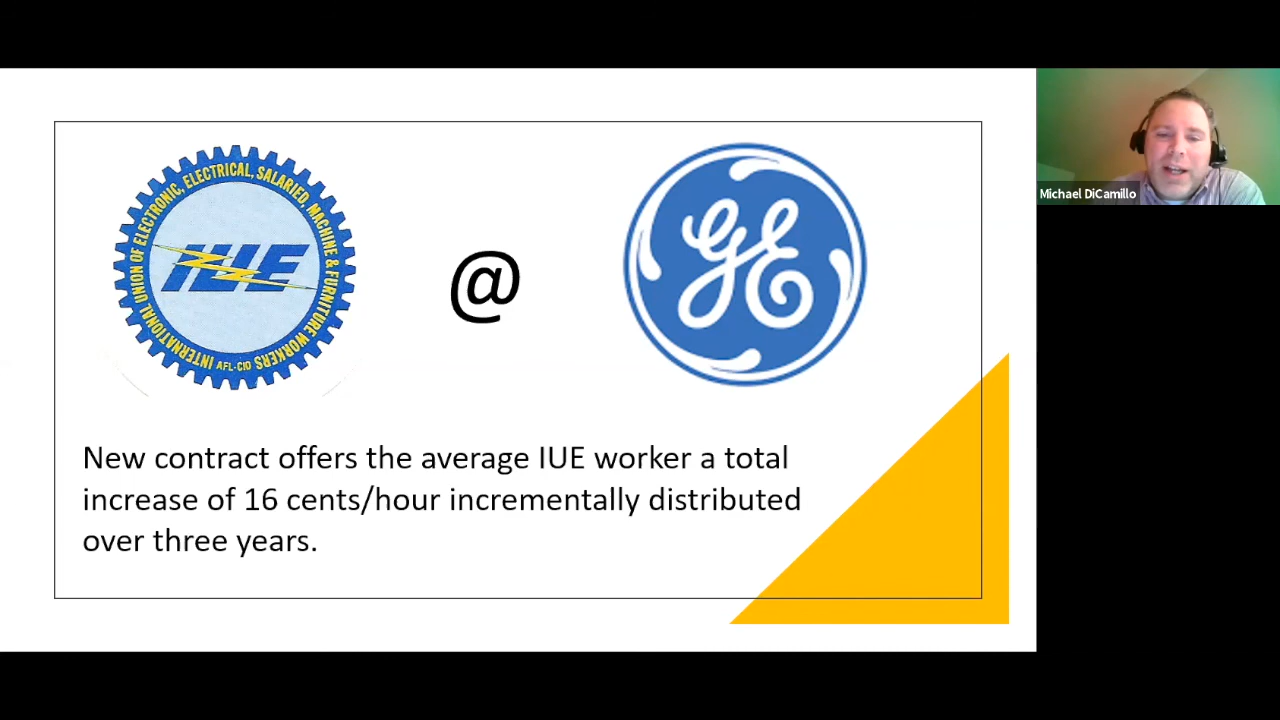 INTERNATIONAL UNION OF ELECTRONIC, ELECTRICAL, SALARIED, MACHINE & FURNITURE WORKERS
AFL-CIO
IUE
@
GE
Michael DiCamillo
New contract offers the average IUE worker a total
increase of 16 cents/hour incrementally distributed
over three years.